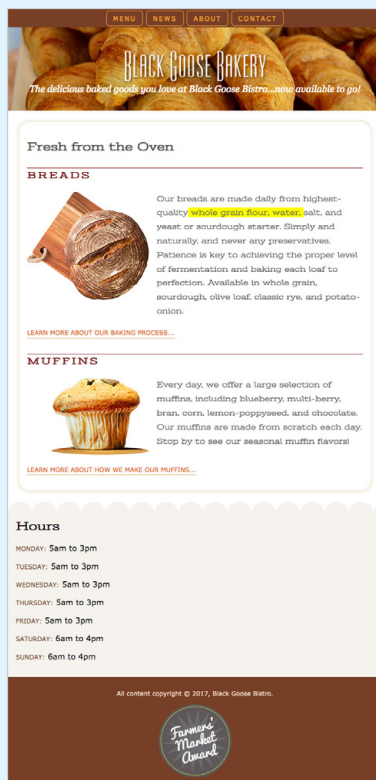 MENU NEWS ABOUT CONTACT
BLACK GOOSE BAKERY
The delicious baked goods you love at Black Goose Bistro...now available to go!
Fresh from the Oven
BREADS
Our breads are made daily from highest-
quality whole grain flour, water, salt, and
yeast or sourdough starter. Simply and
naturally, and never any preservatives.
Patience is key to achieving the proper level
of fermentation and baking each loaf to
perfection. Available in whole grain,
sourdough, olive loaf, classic rye, and potato-
onion.
LEARN MORE ABOUT OUR BAKING PROCESS...
MUFFINS
Every day, we offer a large selection of
muffins, including blueberry, multi-berry,
bran, corn, lemon-poppyseed, and chocolate.
Our muffins are made from scratch each day.
Stop by to see our seasonal muffin flavors!
LEARN MORE ABOUT HOW WE MAKE OUR MUFFINS...
Hours
MONDAY: 5am to 3pm
TUESDAY: 5am to 3pm
WEDNESDAY: 5am to 3pm
THURSDAY: 5am to 3pm
FRIDAY: 5am to 3pm
SATURDAY: 6am to 4pm
SUNDAY: 6am to 4pm
All content copyright © 2017, Black Goose Bistro.
Farmers'
Market
Award